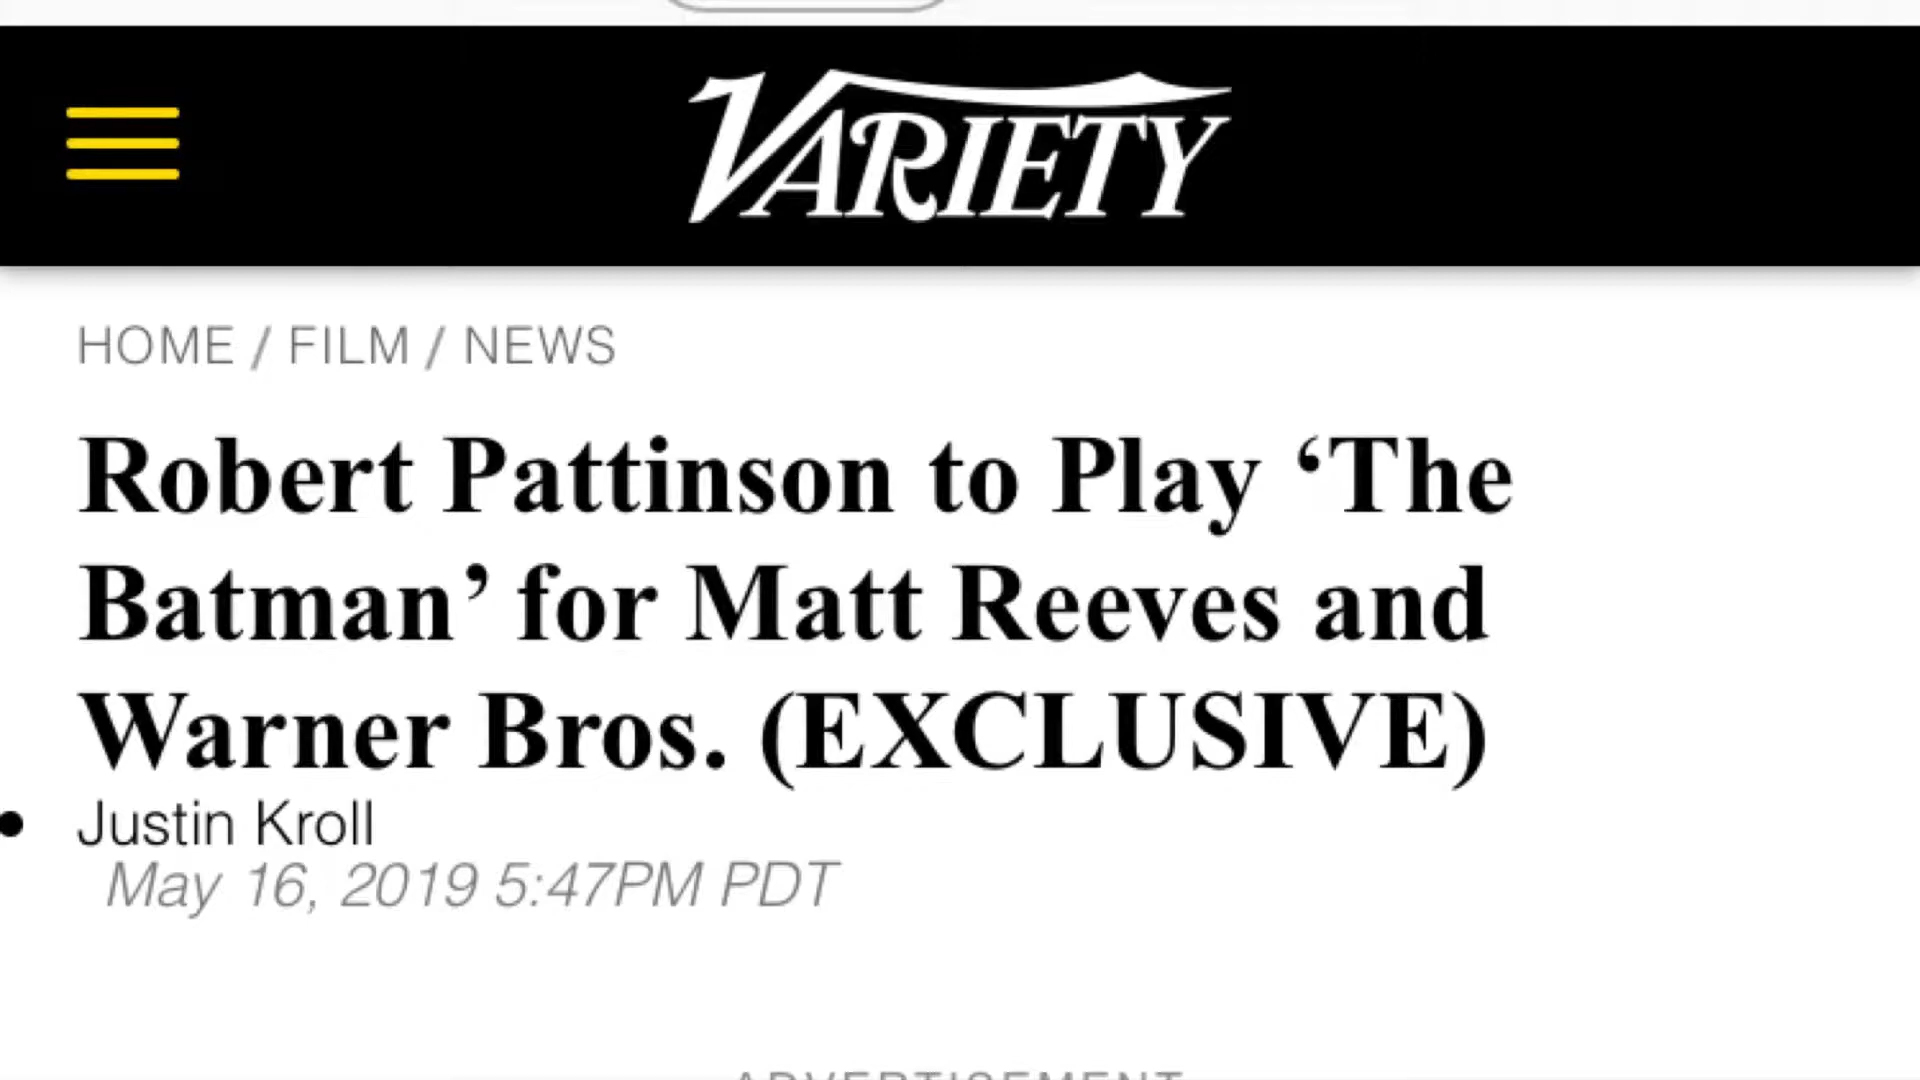 VARIETY
HOME / FILM / NEWS
Robert Pattinson to Play ‘The
Batman’ for Matt Reeves and
Warner Bros. (EXCLUSIVE)
• Justin Kroll
May 16, 2019 5:47PM PDT
ADVERTISEMENT